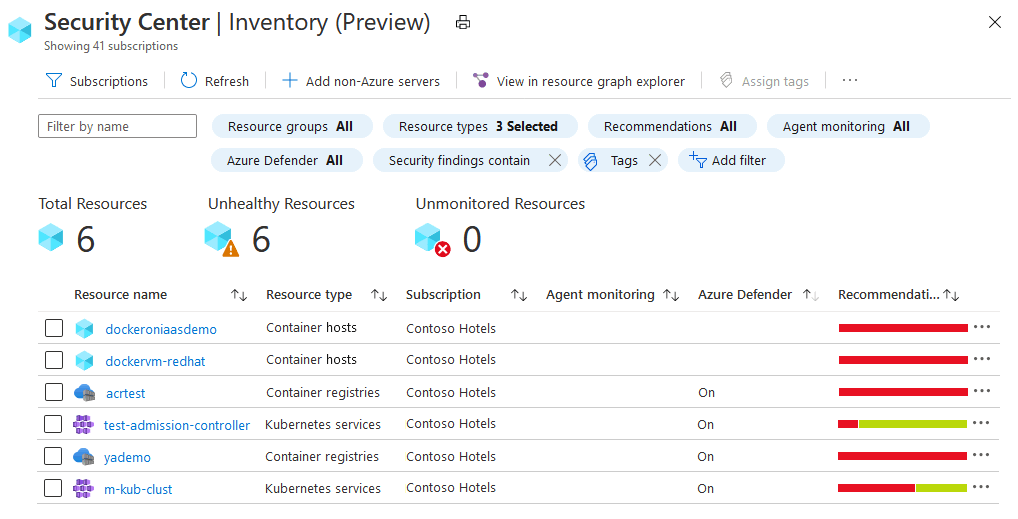 Security Center | Inventory (Preview)
Showing 41 subscriptions
Subscriptions Refresh Add non-Azure servers View in resource graph explorer Assign tags ...
Filter by name Resource groups All Resource types 3 Selected Recommendations All Agent monitoring All
Azure Defender All Security findings contain Tags Add filter
Total Resources Unhealthy Resources Unmonitored Resources
6 6 0
Resource name Resource type Subscription Agent monitoring Azure Defender Recommendati...
dockeroniaasdemo Container hosts Contoso Hotels ...
dockervm-redhat Container hosts Contoso Hotels ...
acrtest Container registries Contoso Hotels On ...
test-admission-controller Kubernetes services Contoso Hotels On ...
yademo Container registries Contoso Hotels On ...
m-kub-clust Kubernetes services Contoso Hotels On ...